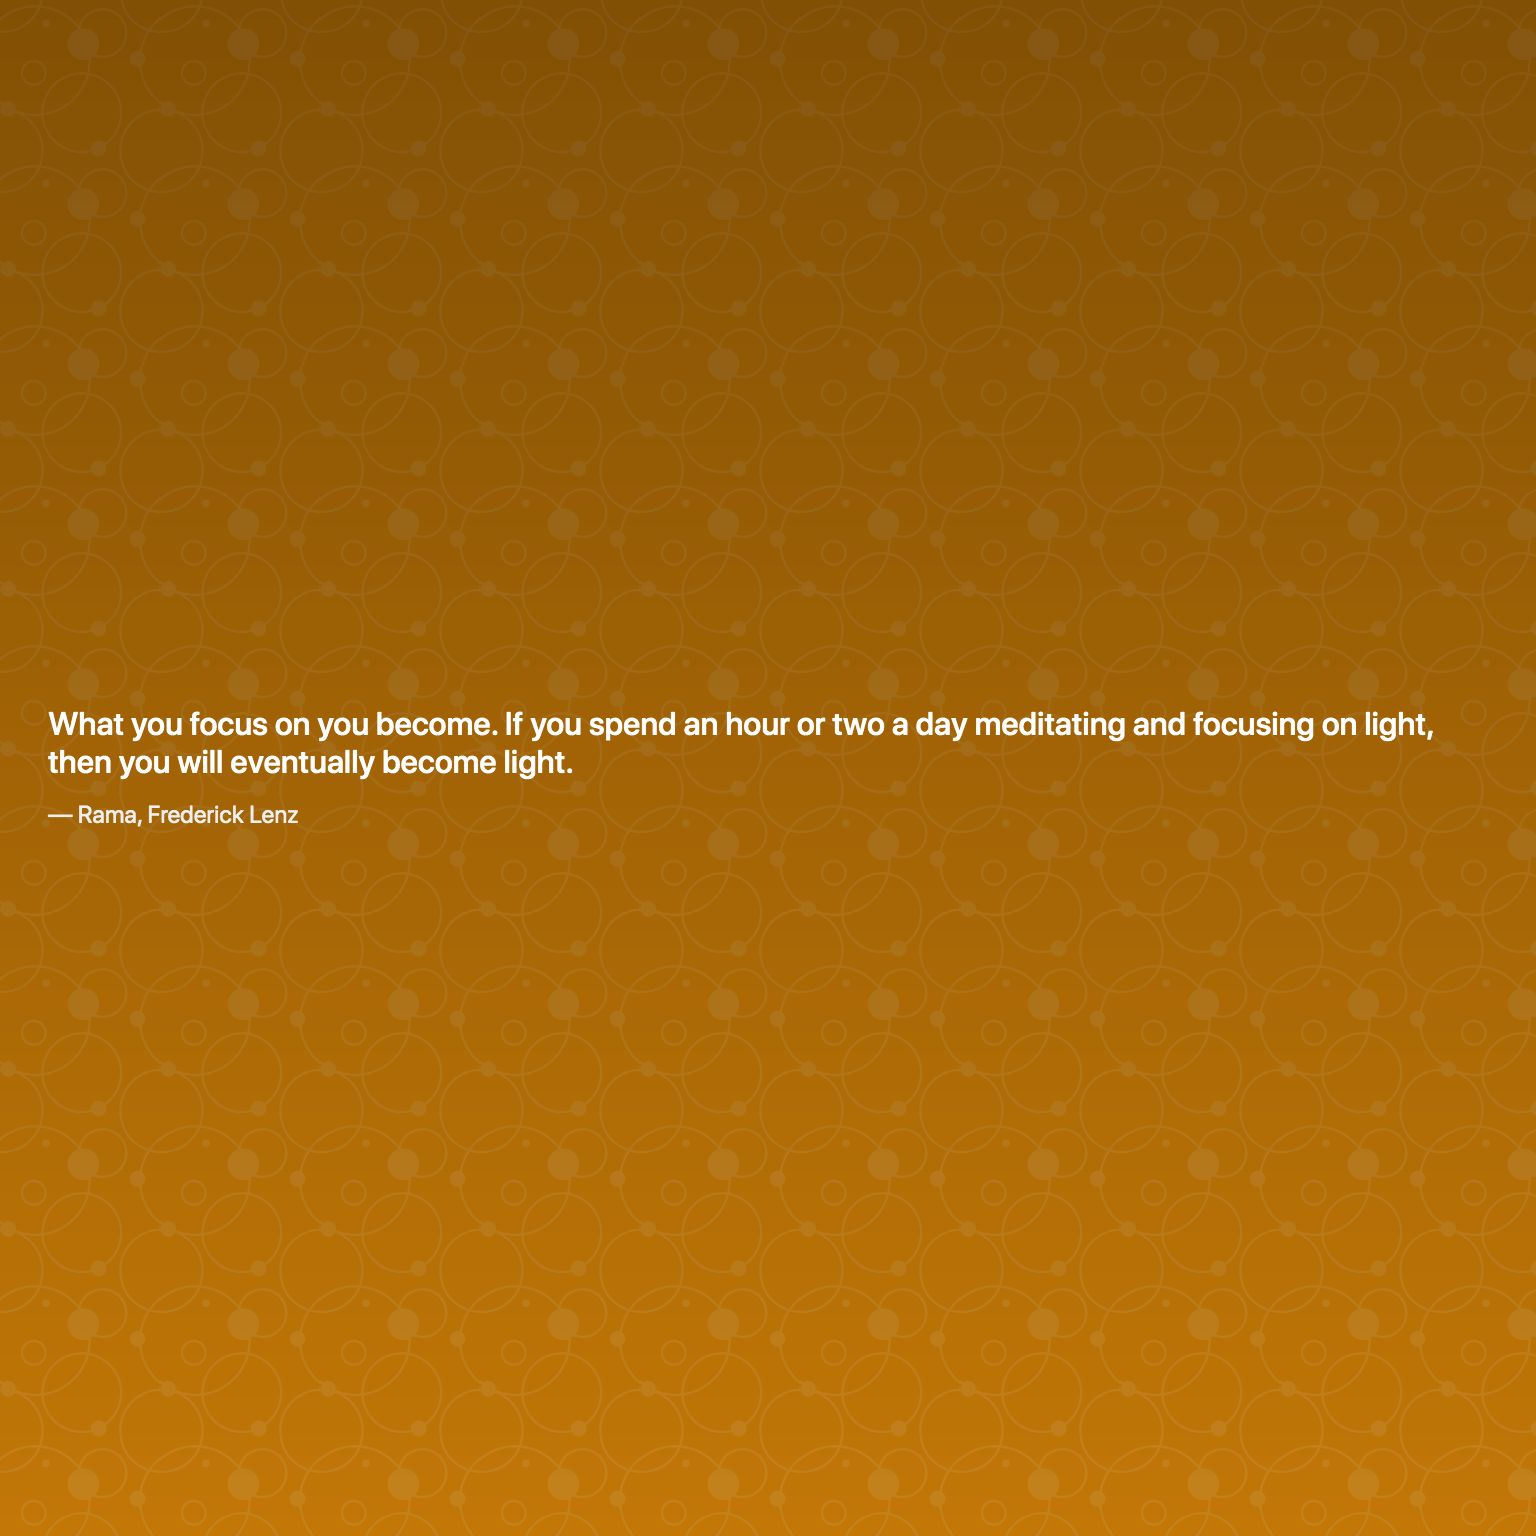 What you focus on you become. If you spend an hour or two a day meditating and focusing on light,
then you will eventually become light.
— Rama, Frederick Lenz